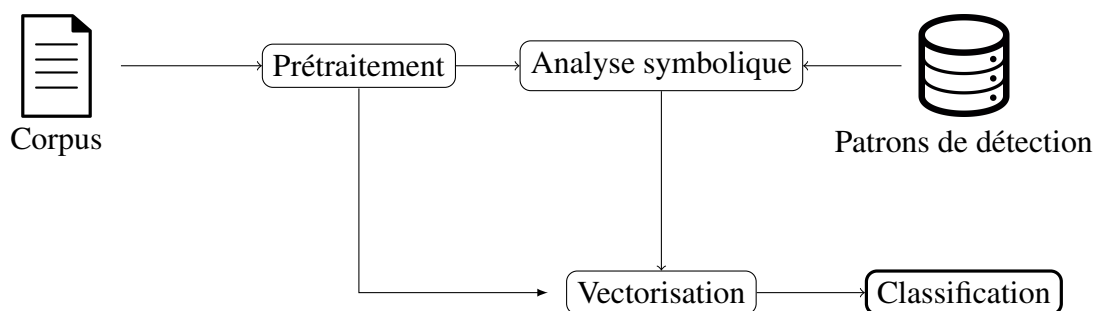 Prétraitement
Analyse symbolique
Corpus
Patrons de détection
Vectorisation
Classification